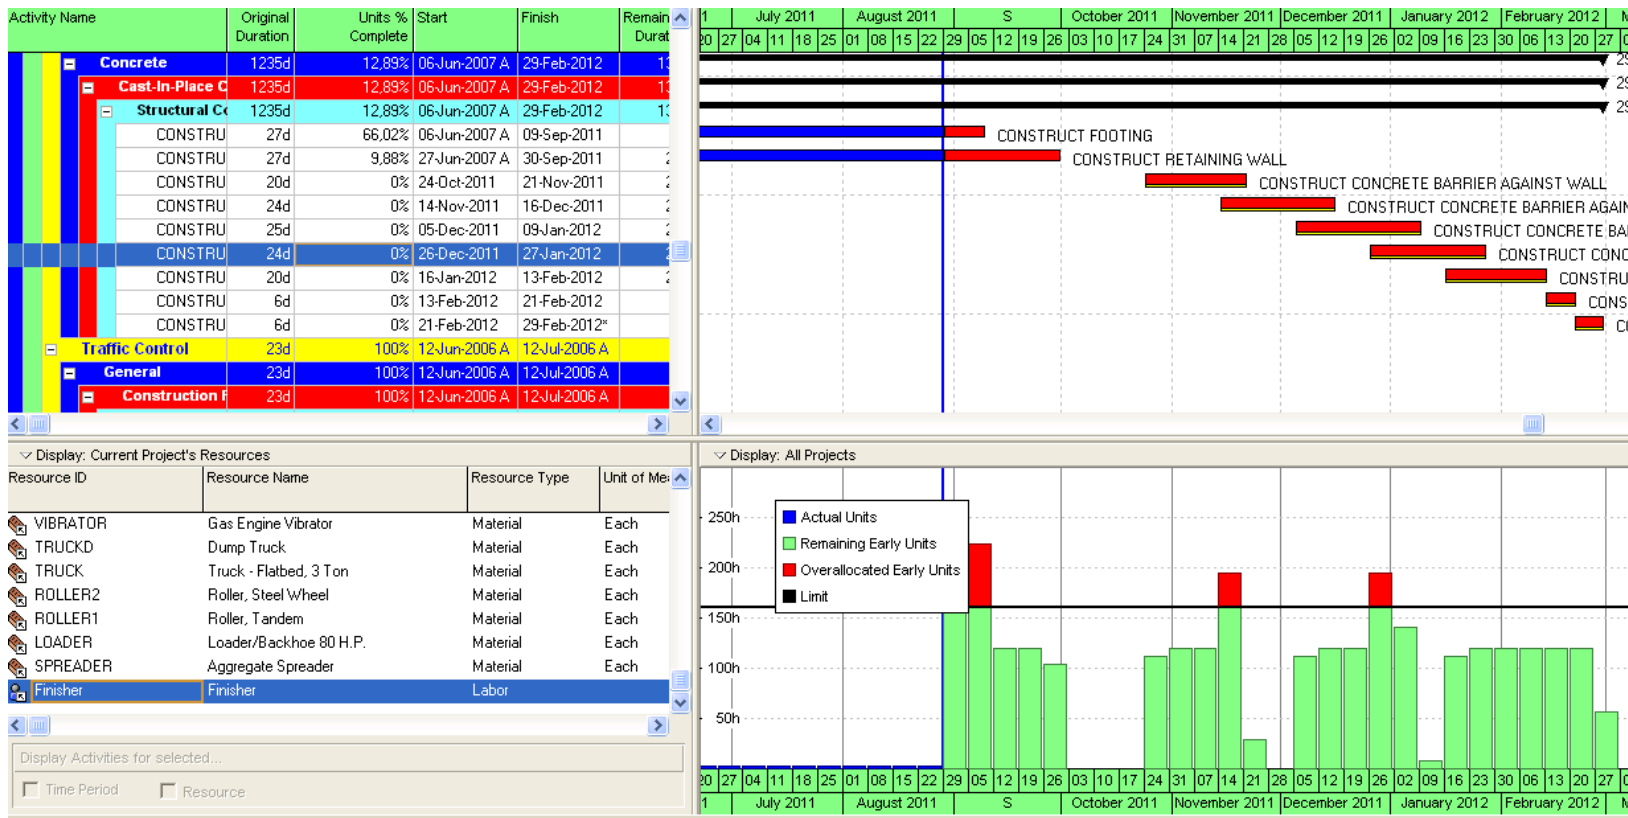 Activity Name Original Duration Units % Complete Start Finish Remain Durat
Concrete 1235d 12,89% 06-Jun-2007 A 29-Feb-2012
Cast-In-Place C 1235d 12,89% 06-Jun-2007 A 29-Feb-2012
Structural Co 1235d 12,89% 06-Jun-2007 A 29-Feb-2012
CONSTRU 27d 66,02% 06-Jun-2007 A 09-Sep-2011
CONSTRU 27d 9,88% 27-Jun-2007 A 30-Sep-2011
CONSTRU 20d 0% 24-Oct-2011 21-Nov-2011
CONSTRU 24d 0% 14-Nov-2011 16-Dec-2011
CONSTRU 25d 0% 05-Dec-2011 09-Jan-2012
CONSTRU 24d 0% 26-Dec-2011 27-Jan-2012
CONSTRU 20d 0% 16-Jan-2012 13-Feb-2012
CONSTRU 6d 0% 13-Feb-2012 21-Feb-2012
CONSTRU 6d 0% 21-Feb-2012 29-Feb-2012*
Traffic Control 23d 100% 12-Jun-2006 A 12-Jul-2006 A
General 23d 100% 12-Jun-2006 A 12-Jul-2006 A
Construction F 23d 100% 12-Jun-2006 A 12-Jul-2006 A
1 July 2011 August 2011 S October 2011 November 2011 December 2011 January 2012 February 2012 M
20 27 04 11 18 25 01 08 15 22 29 05 12 19 26 03 10 17 24 31 07 14 21 28 05 12 19 26 02 09 16 23 30 06 13 20 27 0
29
29
29
CONSTRUCT FOOTING
CONSTRUCT RETAINING WALL
CONSTRUCT CONCRETE BARRIER AGAINST WALL
CONSTRUCT CONCRETE BARRIER AGAIN
CONSTRUCT CONCRETE BA
CONSTRUCT CONC
CONSTRU
CONS
CO
Display: Current Project's Resources
Resource ID Resource Name Resource Type Unit of Mea
VIBRATOR Gas Engine Vibrator Material Each
TRUCKD Dump Truck Material Each
TRUCK Truck - Flatbed, 3 Ton Material Each
ROLLER2 Roller, Steel Wheel Material Each
ROLLER1 Roller, Tandem Material Each
LOADER Loader/Backhoe 80 H.P. Material Each
SPREADER Aggregate Spreader Material Each
Finisher Finisher Labor
Display Activities for selected...
Time Period Resource
Display: All Projects
250h
200h
150h
100h
50h
Actual Units
Remaining Early Units
Overallocated Early Units
Limit
20 27 04 11 18 25 01 08 15 22 29 05 12 19 26 03 10 17 24 31 07 14 21 28 05 12 19 26 02 09 16 23 30 06 13 20 27 0
1 July 2011 August 2011 S October 2011 November 2011 December 2011 January 2012 February 2012 M